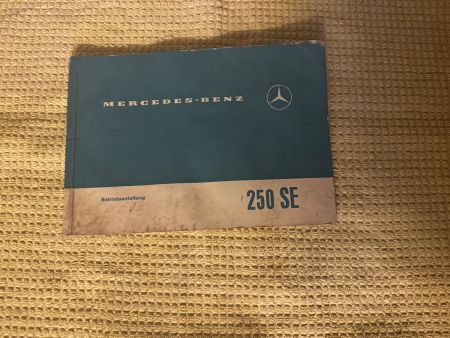 MERCEDES-BENZ
Betriebsanleitung
250 SE